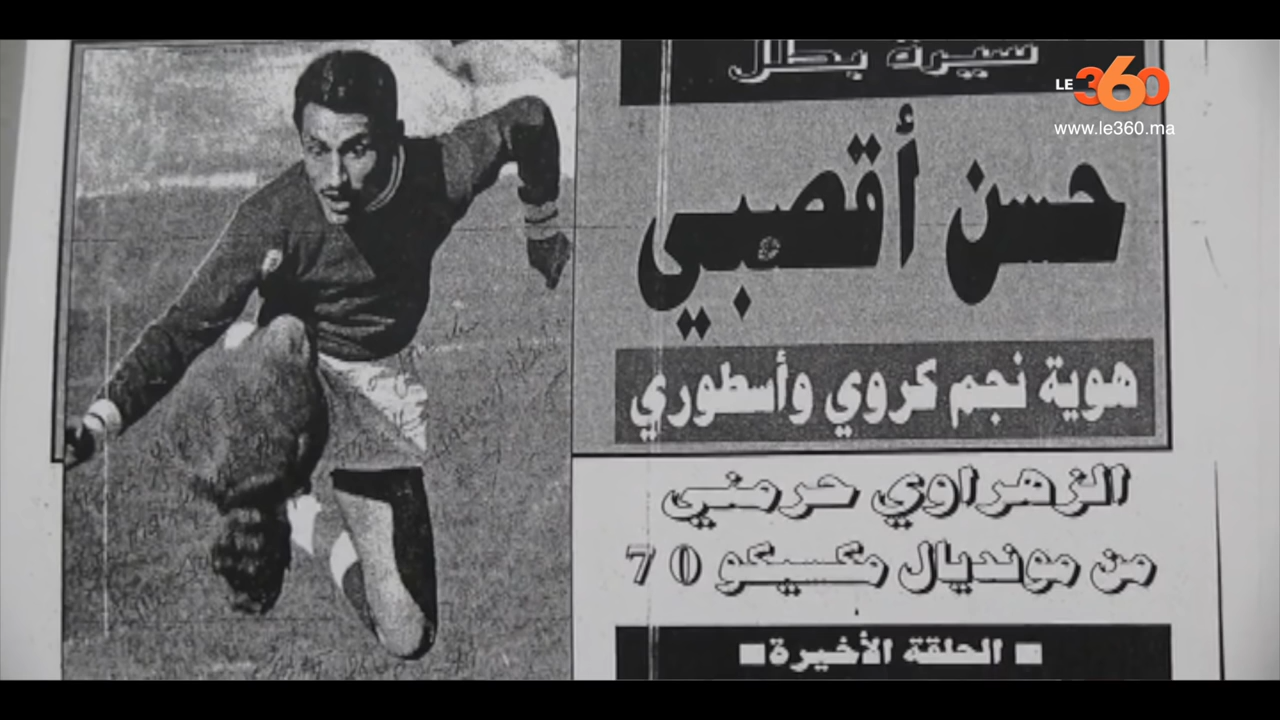 سيرة بطل
LE 360
www.le360.ma
حسن أقصبي
هوية نجم كروي وأسطوري
الزهراوي حرمني
من مونديال مكسيكو 70
الحلقة الأخيرة